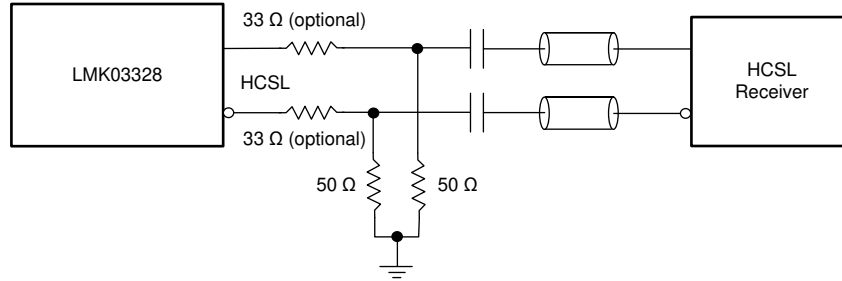 33 Ω (optional)
LMK03328
HCSL
33 Ω (optional)
HCSL
Receiver
50 Ω
50 Ω